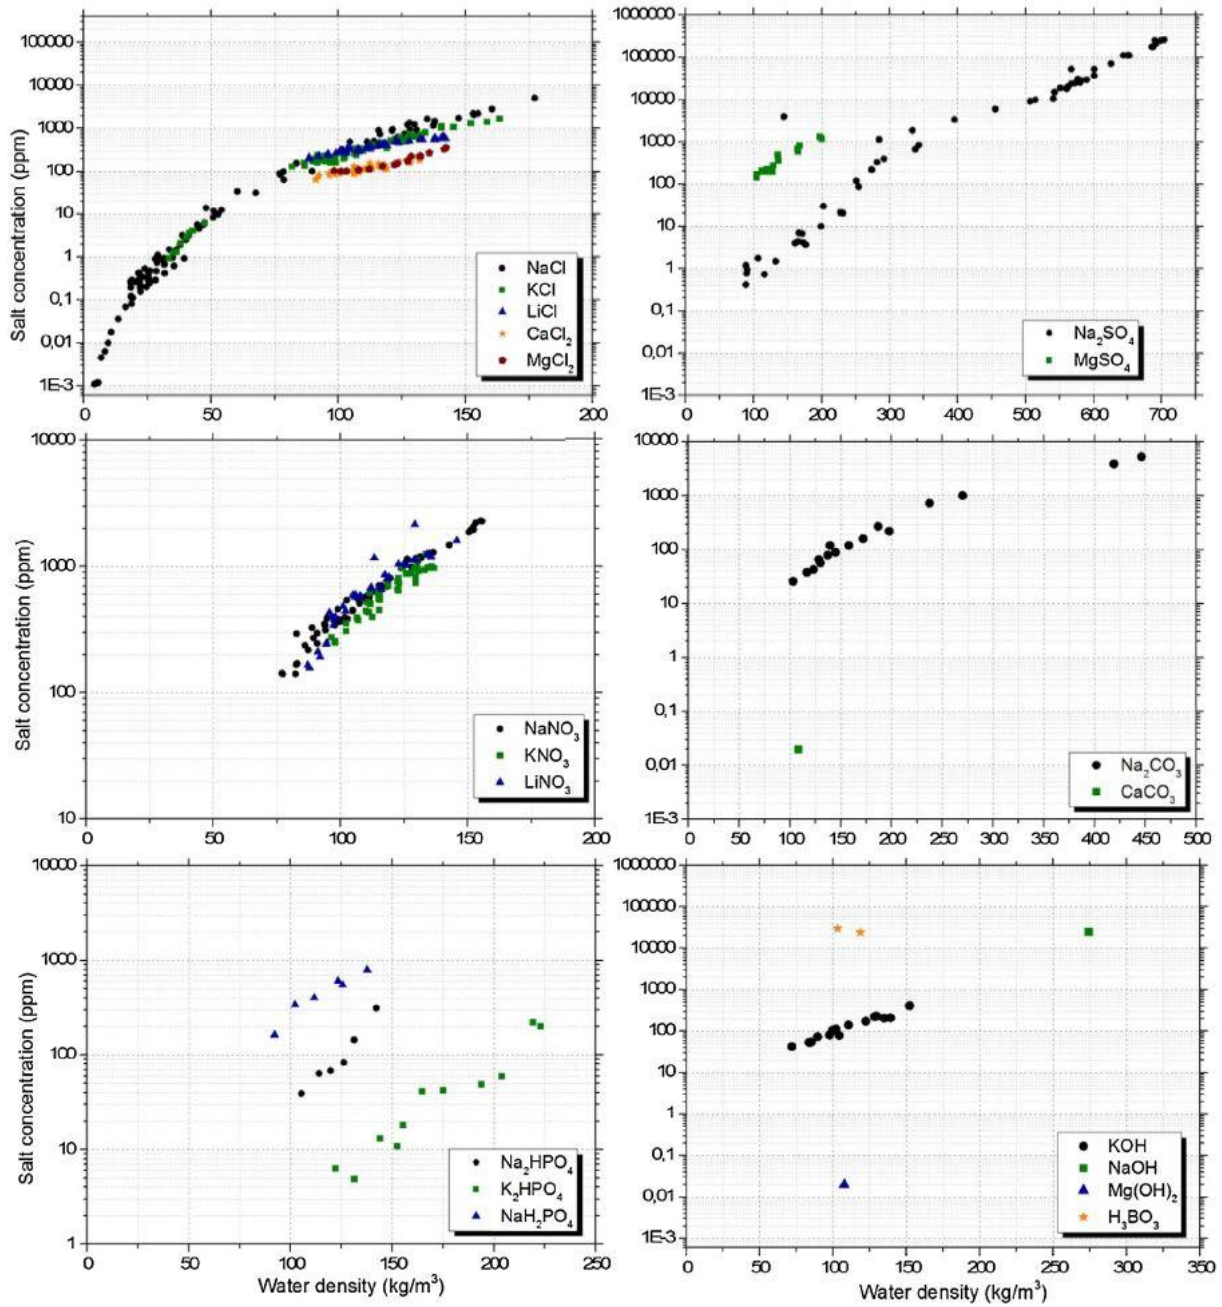 Salt concentration (ppm)
100000
10000
1000
100
10
1
0,1
0,01
1E-3
0 50 100 150 200
NaCl
KCl
LiCl
CaCl₂
MgCl₂
1000000
100000
10000
1000
100
10
1
0,1
0,01
1E-3
100 200 300 400 500 600 700
Na₂SO₄
MgSO₄
Salt concentration (ppm)
10000
1000
100
10
0 50 100 150 200
NaNO₃
KNO₃
LiNO₃
10000
1000
100
10
1
0,1
0,01
1E-3
0 50 100 150 200 250 300 350 400 450 500
Na₂CO₃
CaCO₃
Salt concentration (ppm)
10000
1000
100
10
1
0 50 100 150 200 250
Na₂HPO₄
K₂HPO₄
NaH₂PO₄
Water density (kg/m³)
1000000
100000
10000
1000
100
10
1
0,1
0,01
1E-3
0 50 100 150 200 250 300 350
KOH
NaOH
Mg(OH)₂
H₃BO₃
Water density (kg/m³)